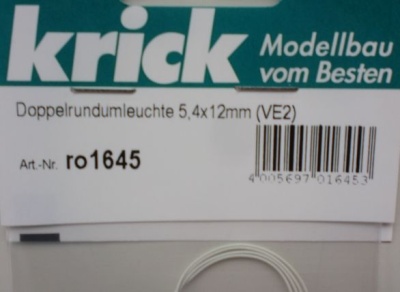 krick
Modellbau
vom Besten
Doppelrundumleuchte 5,4x12mm (VE2)
Art.-Nr. ro1645
4 005697 016453